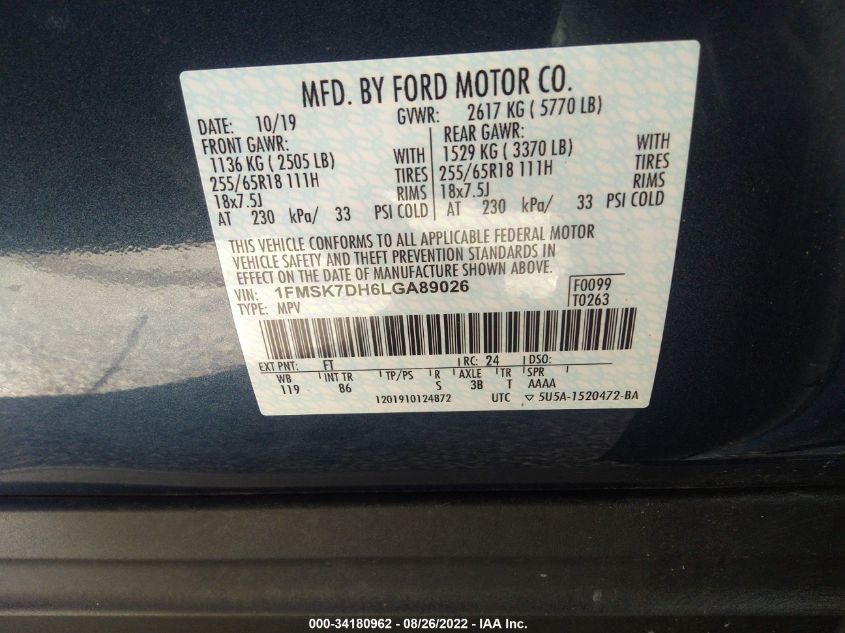 MFD. BY FORD MOTOR CO.
DATE: 10/19 GVWR: 2617 KG ( 5770 LB)
FRONT GAWR: REAR GAWR:
1136 KG ( 2505 LB) WITH 1529 KG ( 3370 LB) WITH
255/65R18 111H TIRES 255/65R18 111H TIRES
18x7.5J RIMS 18x7.5J RIMS
AT 230 kPa/ 33 PSI COLD AT 230 kPa/ 33 PSI COLD
THIS VEHICLE CONFORMS TO ALL APPLICABLE FEDERAL MOTOR
VEHICLE SAFETY AND THEFT PREVENTION STANDARDS IN
EFFECT ON THE DATE OF MANUFACTURE SHOWN ABOVE.
VIN: 1FMSK7DH6LGA89026 F0099
TYPE: MPV T0263
EXT PNT: FT RC: 24 DSO:
WB INT TR TP/PS R AXLE TR SPR
119 86 S 3B T AAAA
1201910124872 UTC ▽ 5U5A-1520472-BA
000-34180962 - 08/26/2022 - IAA Inc.